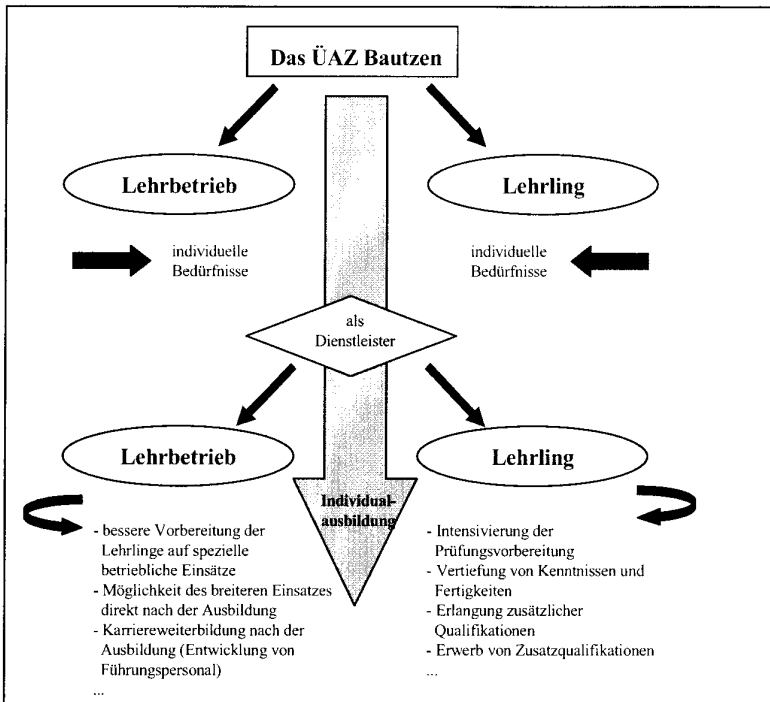 Das ÜAZ Bautzen
Lehrbetrieb
Lehrling
individuelle
Bedürfnisse
individuelle
Bedürfnisse
als
Dienstleister
Lehrbetrieb
Lehrling
Individual-
ausbildung
- bessere Vorbereitung der
Lehrlinge auf spezielle
betriebliche Einsätze
- Möglichkeit des breiteren Einsatzes
direkt nach der Ausbildung
- Karriereweiterbildung nach der
Ausbildung (Entwicklung von
Führungspersonal)
...
- Intensivierung der
Prüfungsvorbereitung
- Vertiefung von Kenntnissen und
Fertigkeiten
- Erlangung zusätzlicher
Qualifikationen
- Erwerb von Zusatzqualifikationen
...